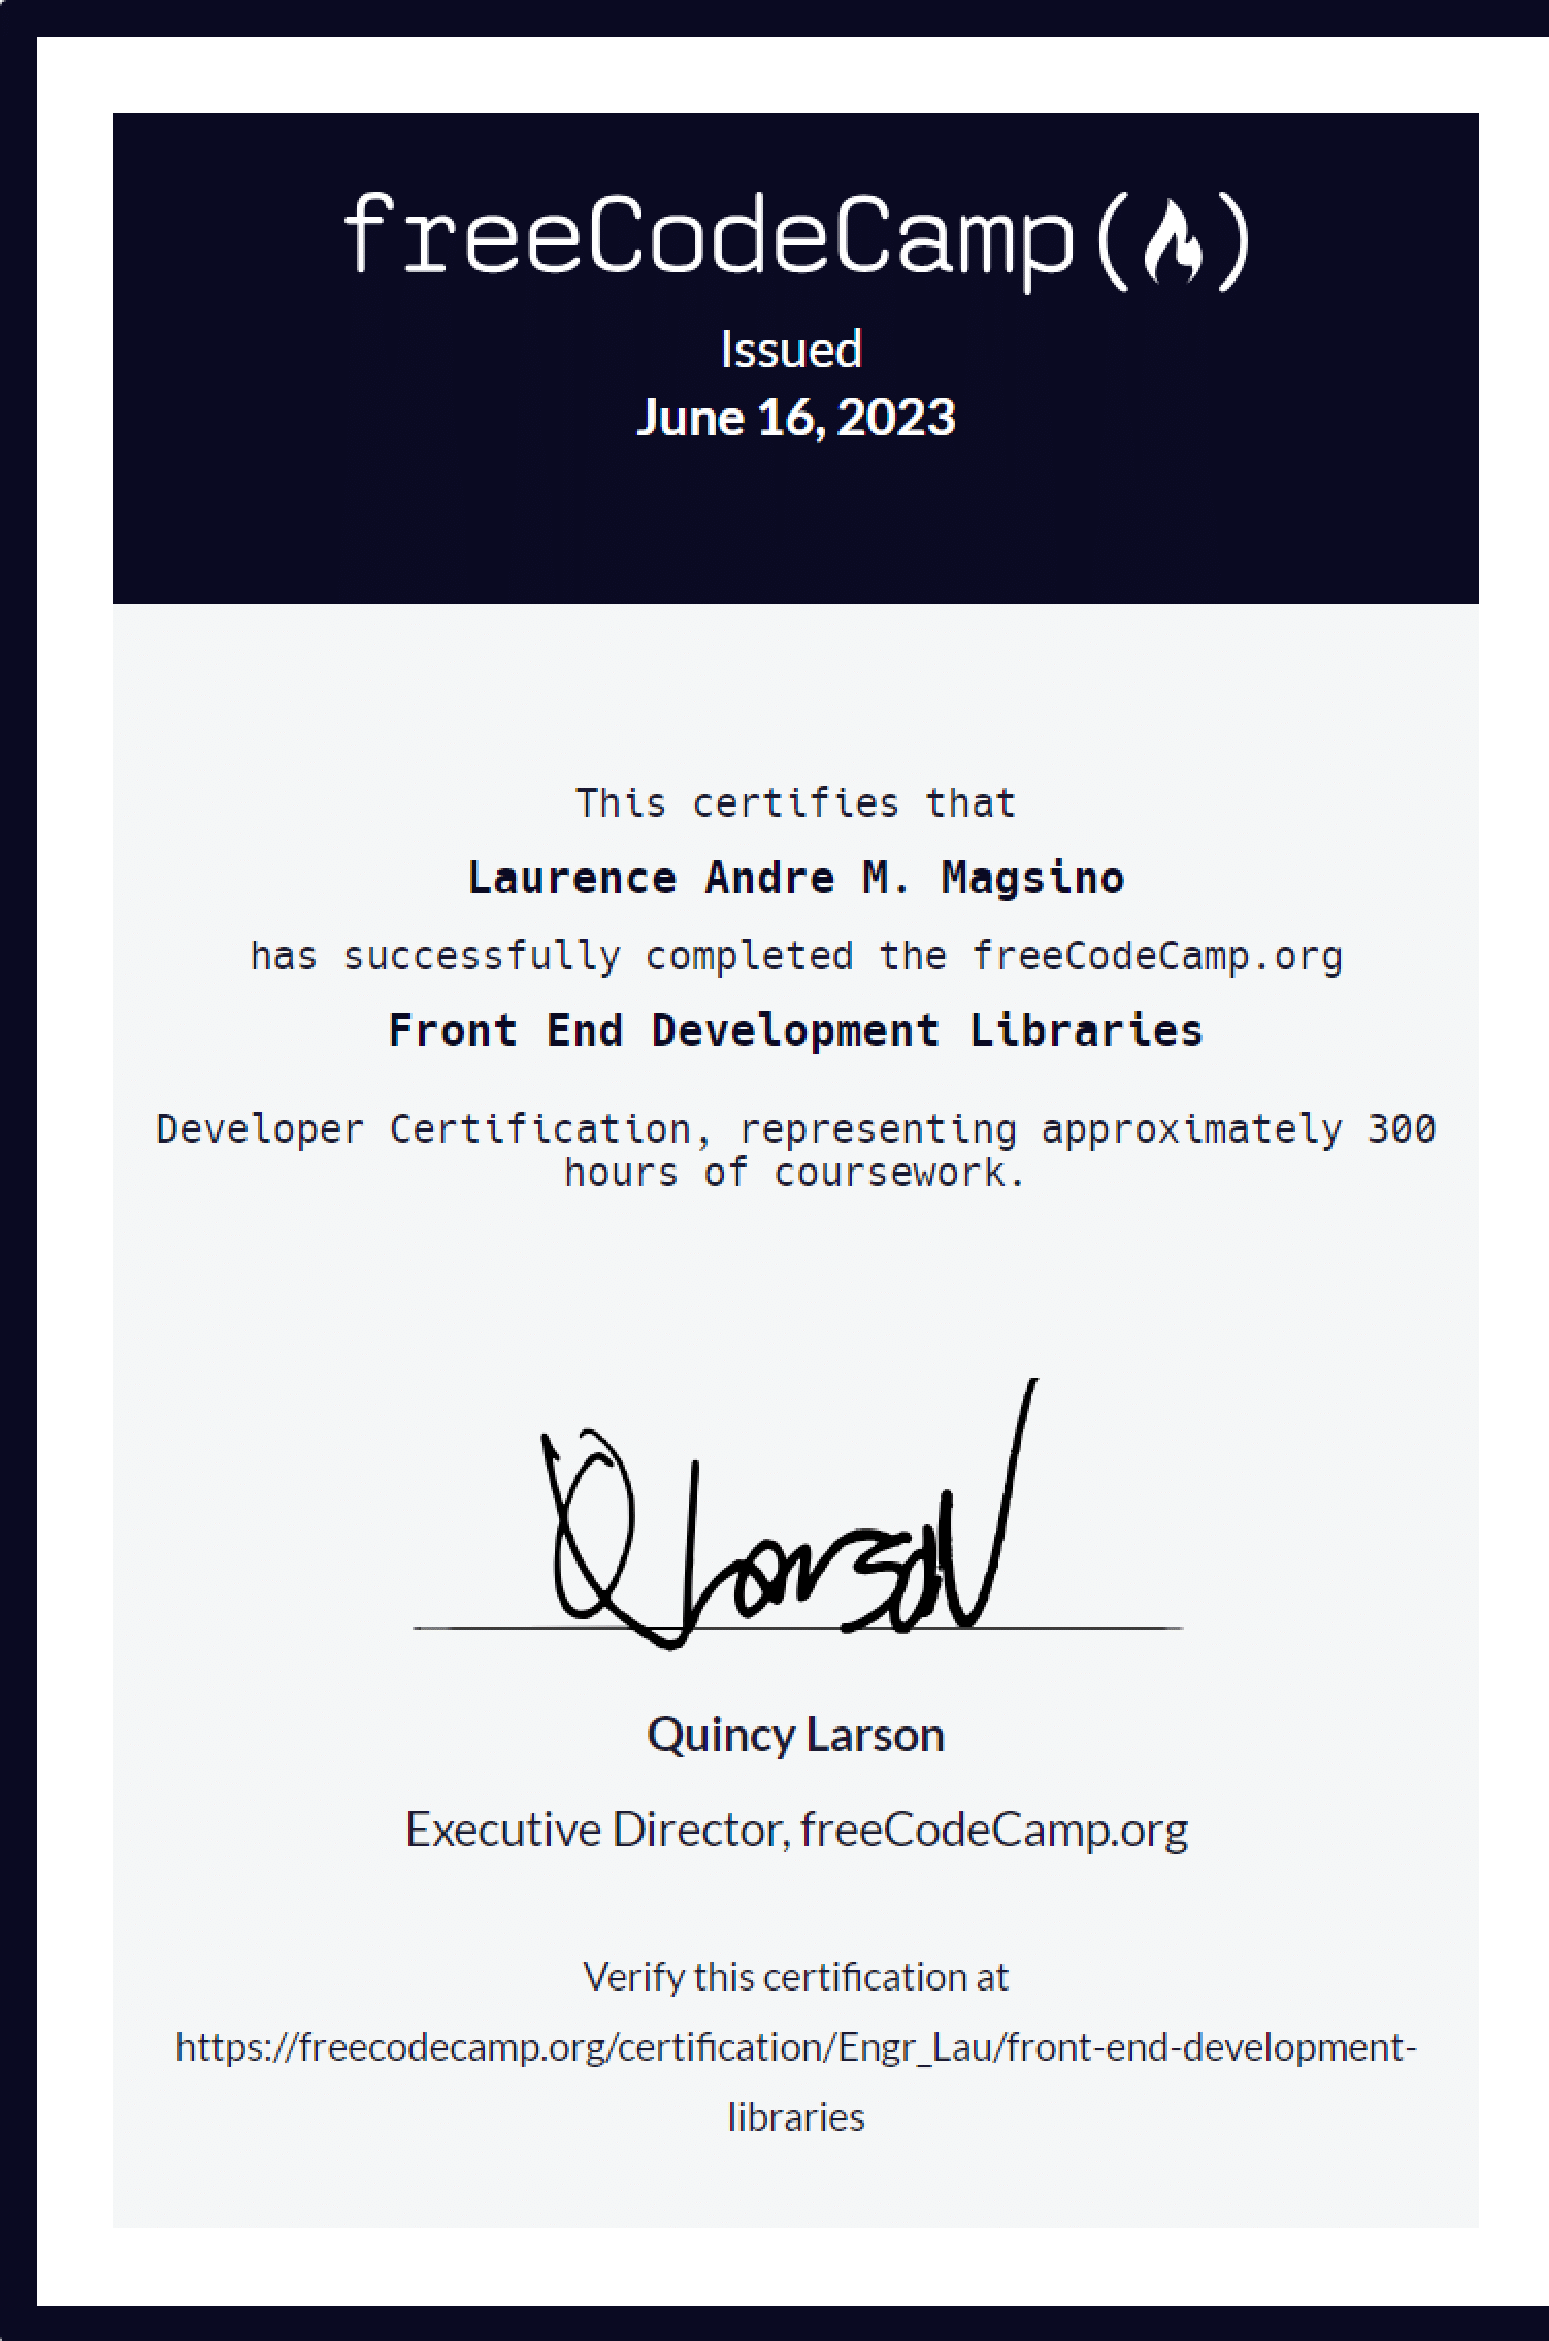 freeCodeCamp(🔥)
Issued
June 16, 2023
This certifies that
Laurence Andre M. Magsino
has successfully completed the freeCodeCamp.org
Front End Development Libraries
Developer Certification, representing approximately 300
hours of coursework.
Q Larson
Quincy Larson
Executive Director, freeCodeCamp.org
Verify this certification at
https://freecodecamp.org/certification/Engr_Lau/front-end-development-
libraries